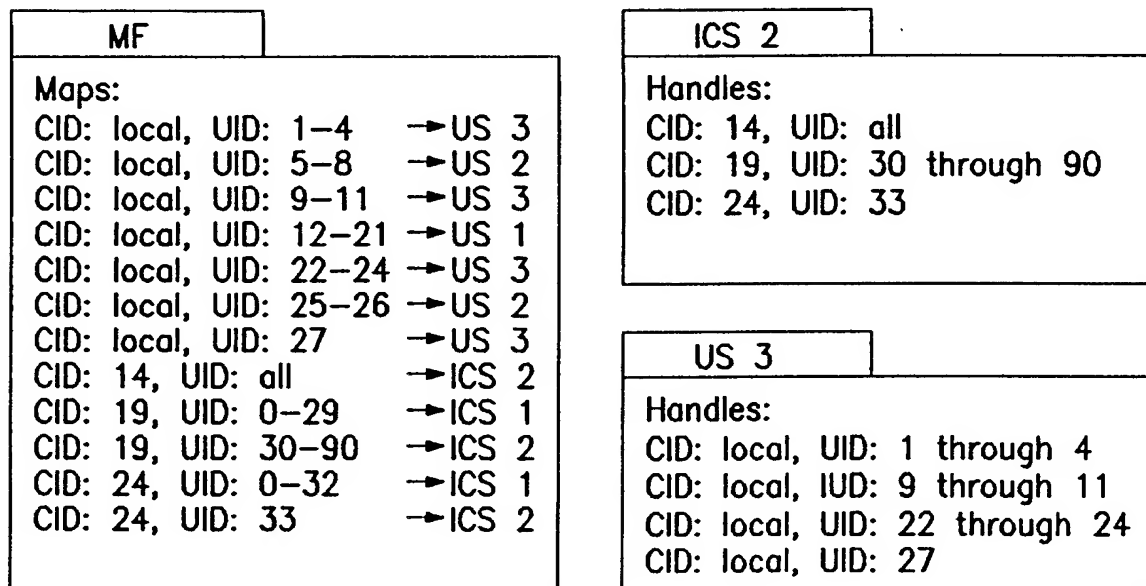 MF
Maps:
CID: local, UID: 1–4 →US 3
CID: local, UID: 5–8 →US 2
CID: local, UID: 9–11 →US 3
CID: local, UID: 12–21 →US 1
CID: local, UID: 22–24 →US 3
CID: local, UID: 25–26 →US 2
CID: local, UID: 27 →US 3
CID: 14, UID: all →ICS 2
CID: 19, UID: 0–29 →ICS 1
CID: 19, UID: 30–90 →ICS 2
CID: 24, UID: 0–32 →ICS 1
CID: 24, UID: 33 →ICS 2
ICS 2
Handles:
CID: 14, UID: all
CID: 19, UID: 30 through 90
CID: 24, UID: 33
US 3
Handles:
CID: local, UID: 1 through 4
CID: local, IUD: 9 through 11
CID: local, UID: 22 through 24
CID: local, UID: 27